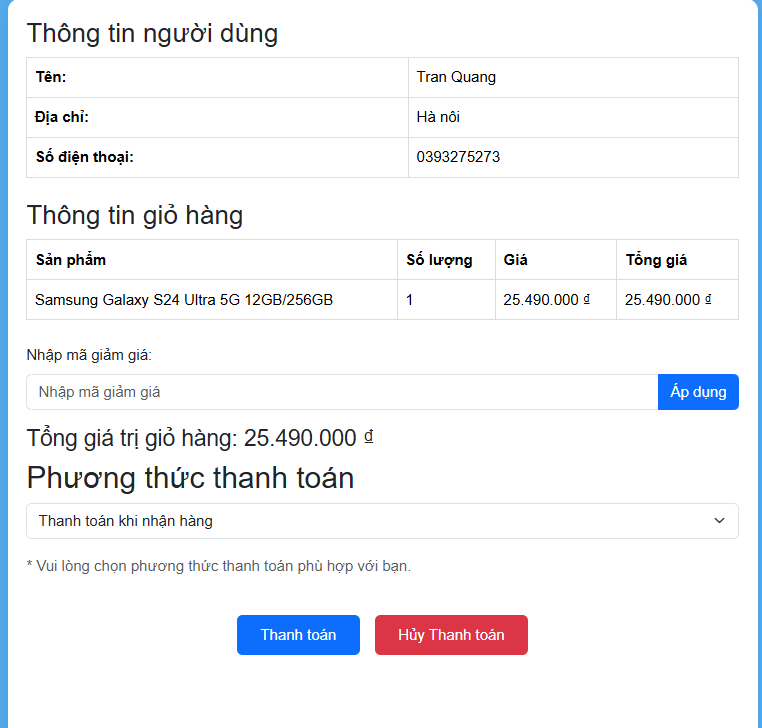 Thông tin người dùng
Tên: Tran Quang
Địa chỉ: Hà nôi
Số điện thoại: 0393275273
Thông tin giỏ hàng
Sản phẩm Số lượng Giá Tổng giá
Samsung Galaxy S24 Ultra 5G 12GB/256GB 1 25.490.000 ₫ 25.490.000 ₫
Nhập mã giảm giá:
Nhập mã giảm giá Áp dụng
Tổng giá trị giỏ hàng: 25.490.000 ₫
Phương thức thanh toán
Thanh toán khi nhận hàng
* Vui lòng chọn phương thức thanh toán phù hợp với bạn.
Thanh toán Hủy Thanh toán